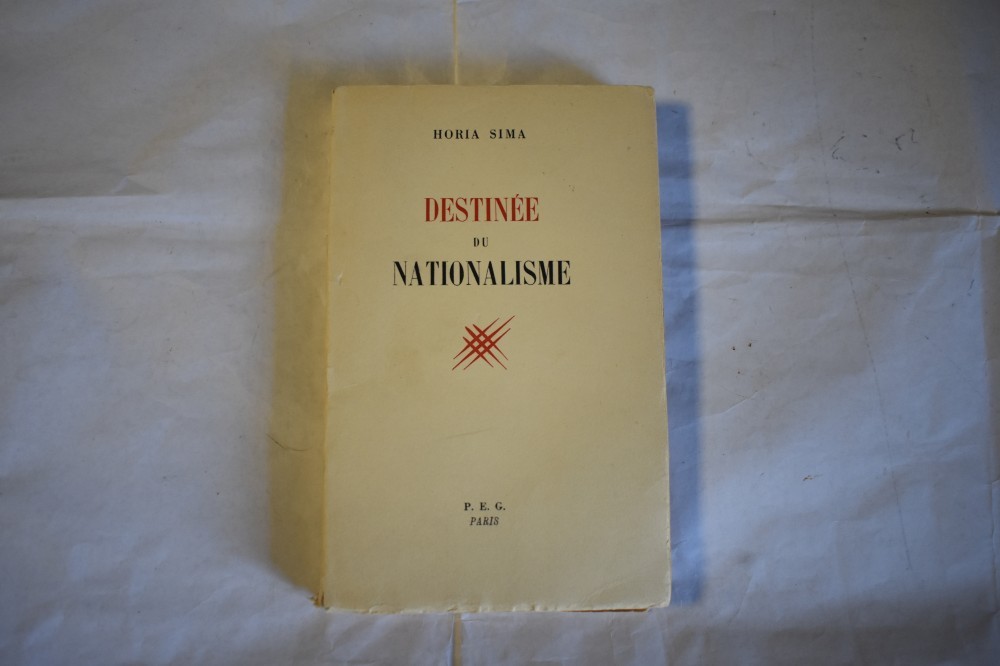 HORIA SIMA
DESTINÉE
DU
NATIONALISME
P. E. G.
PARIS